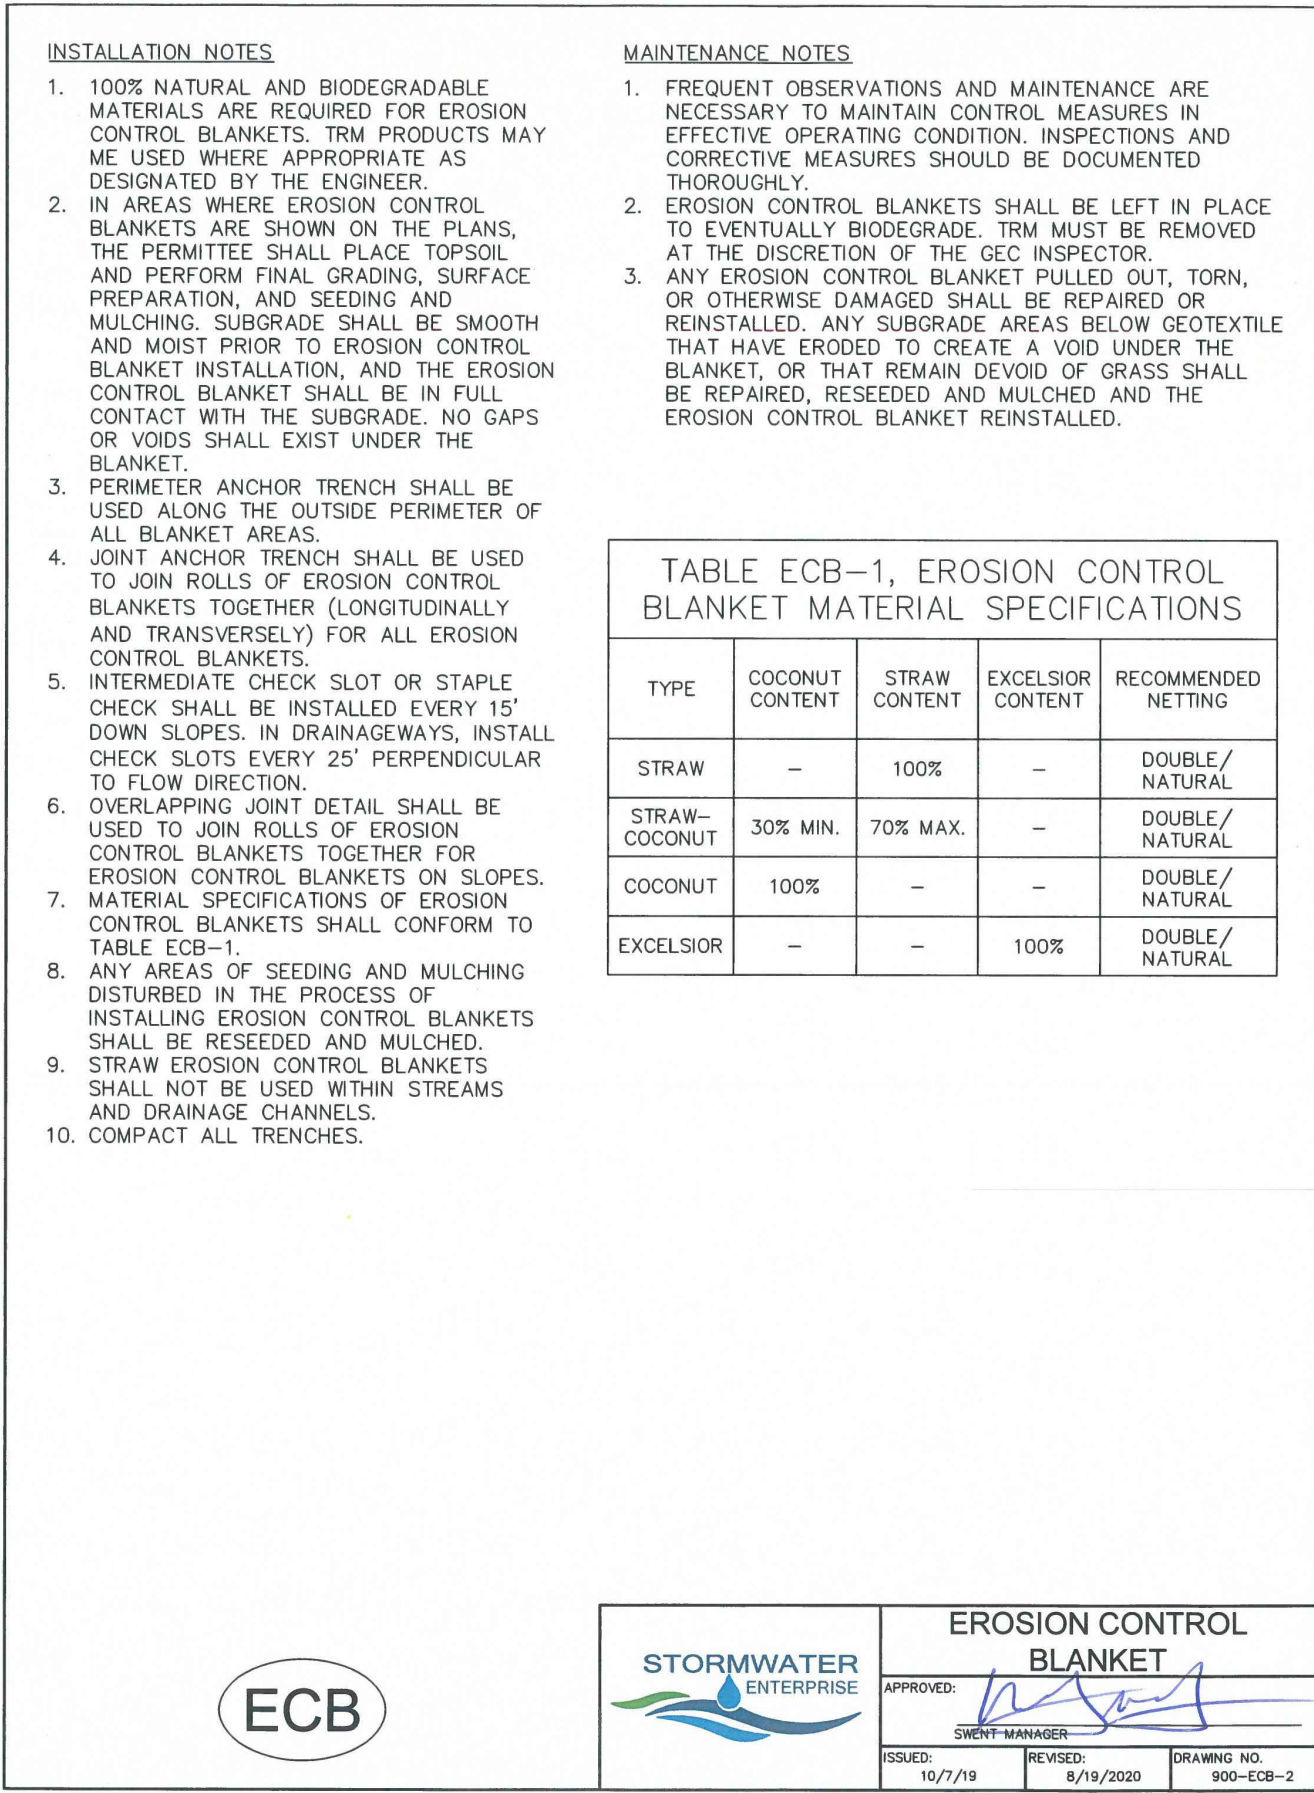 INSTALLATION NOTES
1. 100% NATURAL AND BIODEGRADABLE
MATERIALS ARE REQUIRED FOR EROSION
CONTROL BLANKETS. TRM PRODUCTS MAY
ME USED WHERE APPROPRIATE AS
DESIGNATED BY THE ENGINEER.
2. IN AREAS WHERE EROSION CONTROL
BLANKETS ARE SHOWN ON THE PLANS,
THE PERMITTEE SHALL PLACE TOPSOIL
AND PERFORM FINAL GRADING, SURFACE
PREPARATION, AND SEEDING AND
MULCHING. SUBGRADE SHALL BE SMOOTH
AND MOIST PRIOR TO EROSION CONTROL
BLANKET INSTALLATION, AND THE EROSION
CONTROL BLANKET SHALL BE IN FULL
CONTACT WITH THE SUBGRADE. NO GAPS
OR VOIDS SHALL EXIST UNDER THE
BLANKET.
3. PERIMETER ANCHOR TRENCH SHALL BE
USED ALONG THE OUTSIDE PERIMETER OF
ALL BLANKET AREAS.
4. JOINT ANCHOR TRENCH SHALL BE USED
TO JOIN ROLLS OF EROSION CONTROL
BLANKETS TOGETHER (LONGITUDINALLY
AND TRANSVERSELY) FOR ALL EROSION
CONTROL BLANKETS.
5. INTERMEDIATE CHECK SLOT OR STAPLE
CHECK SHALL BE INSTALLED EVERY 15'
DOWN SLOPES. IN DRAINAGEWAYS, INSTALL
CHECK SLOTS EVERY 25' PERPENDICULAR
TO FLOW DIRECTION.
6. OVERLAPPING JOINT DETAIL SHALL BE
USED TO JOIN ROLLS OF EROSION
CONTROL BLANKETS TOGETHER FOR
EROSION CONTROL BLANKETS ON SLOPES.
7. MATERIAL SPECIFICATIONS OF EROSION
CONTROL BLANKETS SHALL CONFORM TO
TABLE ECB-1.
8. ANY AREAS OF SEEDING AND MULCHING
DISTURBED IN THE PROCESS OF
INSTALLING EROSION CONTROL BLANKETS
SHALL BE RESEEDED AND MULCHED.
9. STRAW EROSION CONTROL BLANKETS
SHALL NOT BE USED WITHIN STREAMS
AND DRAINAGE CHANNELS.
10. COMPACT ALL TRENCHES.
MAINTENANCE NOTES
1. FREQUENT OBSERVATIONS AND MAINTENANCE ARE
NECESSARY TO MAINTAIN CONTROL MEASURES IN
EFFECTIVE OPERATING CONDITION. INSPECTIONS AND
CORRECTIVE MEASURES SHOULD BE DOCUMENTED
THOROUGHLY.
2. EROSION CONTROL BLANKETS SHALL BE LEFT IN PLACE
TO EVENTUALLY BIODEGRADE. TRM MUST BE REMOVED
AT THE DISCRETION OF THE GEC INSPECTOR.
3. ANY EROSION CONTROL BLANKET PULLED OUT, TORN,
OR OTHERWISE DAMAGED SHALL BE REPAIRED OR
REINSTALLED. ANY SUBGRADE AREAS BELOW GEOTEXTILE
THAT HAVE ERODED TO CREATE A VOID UNDER THE
BLANKET, OR THAT REMAIN DEVOID OF GRASS SHALL
BE REPAIRED, RESEEDED AND MULCHED AND THE
EROSION CONTROL BLANKET REINSTALLED.
TABLE ECB-1, EROSION CONTROL
BLANKET MATERIAL SPECIFICATIONS
TYPE COCONUT CONTENT STRAW CONTENT EXCELSIOR CONTENT RECOMMENDED NETTING
STRAW - 100% - DOUBLE/ NATURAL
STRAW-COCONUT 30% MIN. 70% MAX. - DOUBLE/ NATURAL
COCONUT 100% - - DOUBLE/ NATURAL
EXCELSIOR - - 100% DOUBLE/ NATURAL
ECB
STORMWATER
ENTERPRISE
EROSION CONTROL
BLANKET
APPROVED:
SWENT MANAGER
ISSUED: REVISED: DRAWING NO.
10/7/19 8/19/2020 900-ECB-2